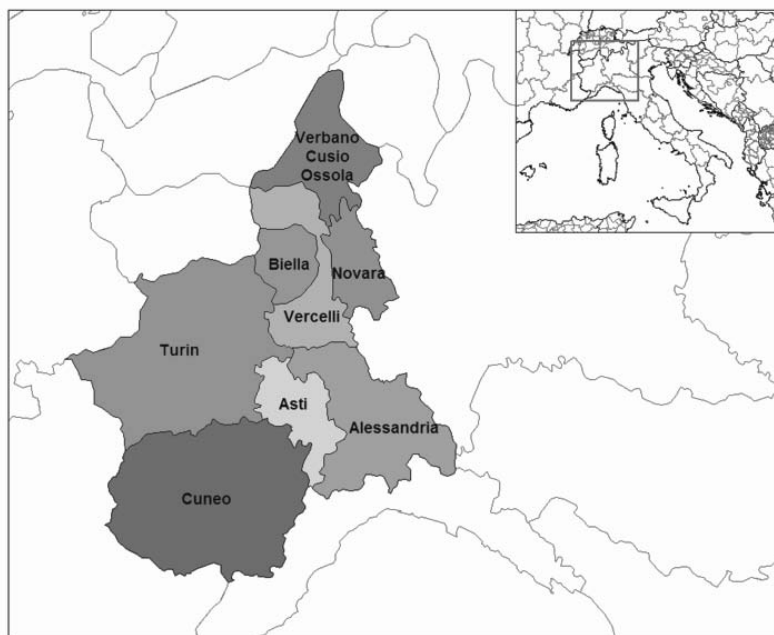 Verbano
Cusio
Ossola
Biella
Novara
Vercelli
Turin
Asti
Alessandria
Cuneo